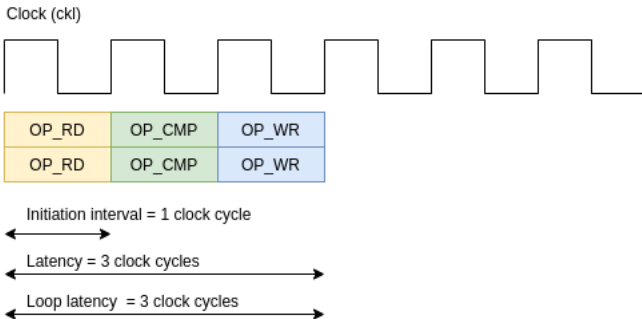 Clock (ckl)
OP_RD OP_CMP OP_WR
OP_RD OP_CMP OP_WR
Initiation interval = 1 clock cycle
Latency = 3 clock cycles
Loop latency = 3 clock cycles